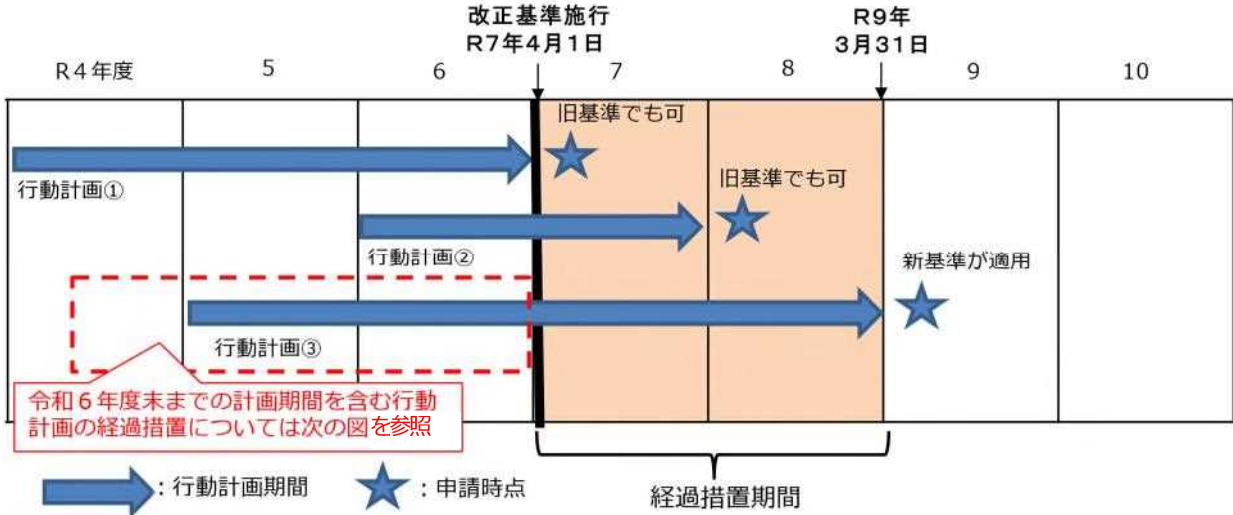 改正基準施行
R7年4月1日
R9年
3月31日
R4年度
5
6
7
8
9
10
旧基準でも可
行動計画①
旧基準でも可
行動計画②
新基準が適用
行動計画③
令和6年度末までの計画期間を含む行動
計画の経過措置については次の図を参照
：行動計画期間
：申請時点
経過措置期間